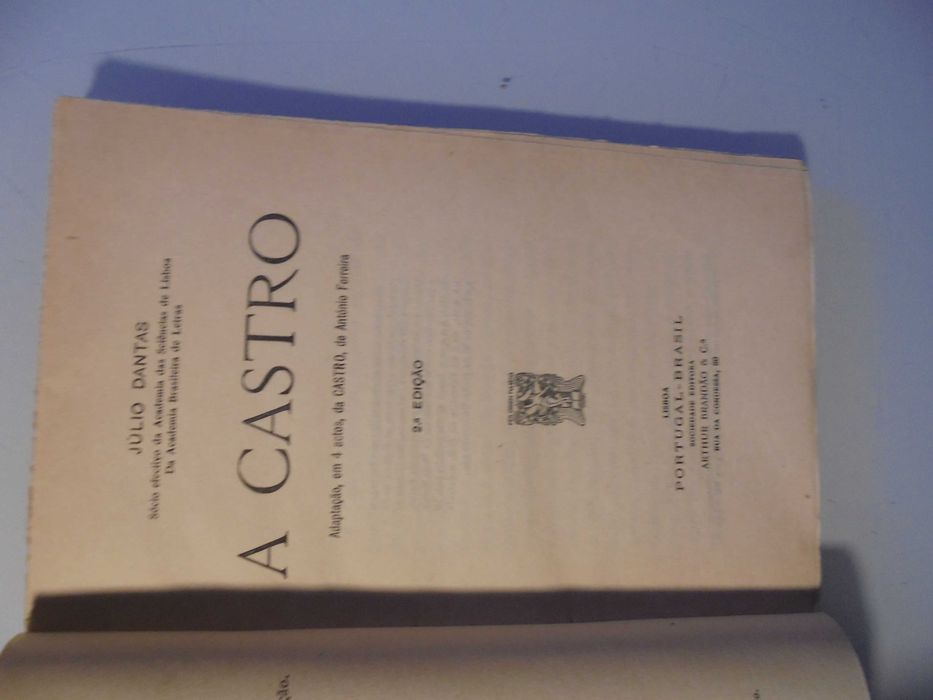 JÚLIO DANTAS
Sócio efectivo da Academia das Sciências de Lisboa
Da Academia Brasileira de Letras
A CASTRO
Adaptação, em 4 actos, da CASTRO, de António Ferreira
2.ª EDIÇÃO
LISBOA
PORTUGAL-BRASIL
SOCIEDADE EDITORA
ARTHUR BRANDÃO & C.ª
RUA DA CONDESSA, 80
ção.
o.